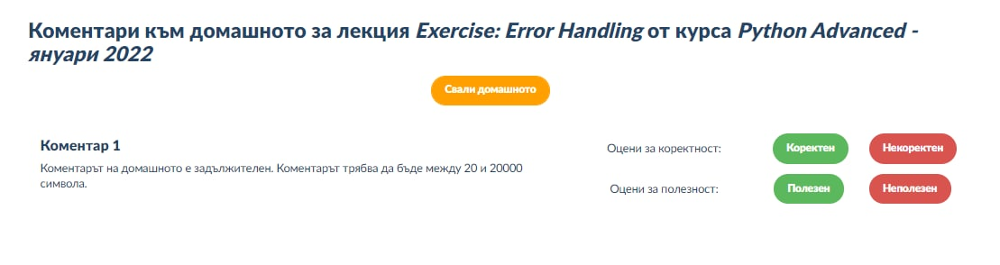 Коментари към домашното за лекция Exercise: Error Handling от курса Python Advanced -
януари 2022
Свали домашното
Коментар 1
Коментарът на домашното е задължителен. Коментарът трябва да бъде между 20 и 20000
символа.
Оцени за коректност:
Коректен
Некоректен
Оцени за полезност:
Полезен
Неполезен